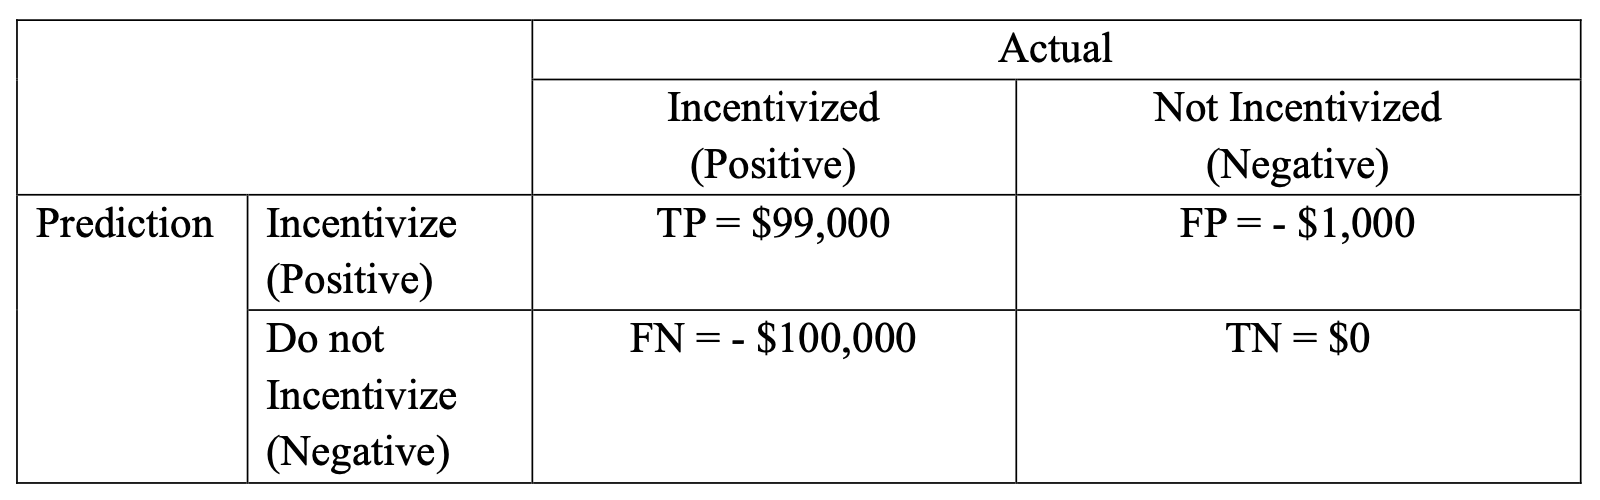 Actual
Incentivized
(Positive)
Not Incentivized
(Negative)
Prediction
Incentivize
(Positive)
TP = $99,000
FP = - $1,000
Do not
Incentivize
(Negative)
FN = - $100,000
TN = $0